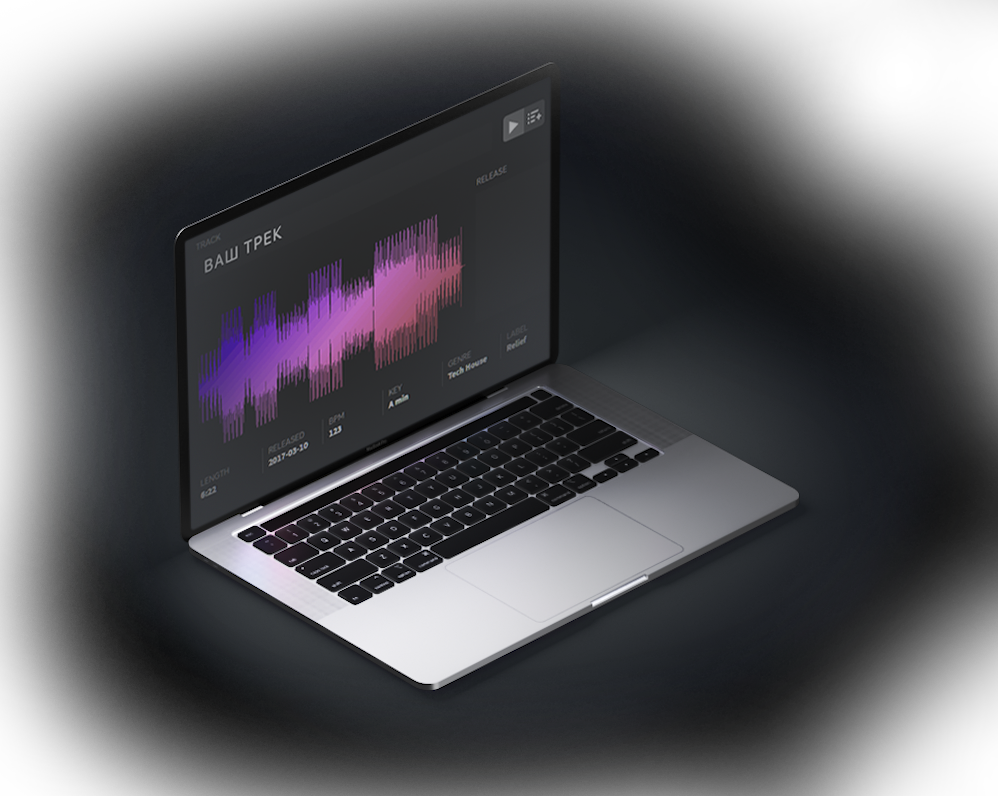 TRACK
ВАШ ТРЕК
RELEASE
LENGTH
6:22
RELEASED
2017-03-10
BPM
123
KEY
A min
GENRE
Tech House
LABEL
Relief